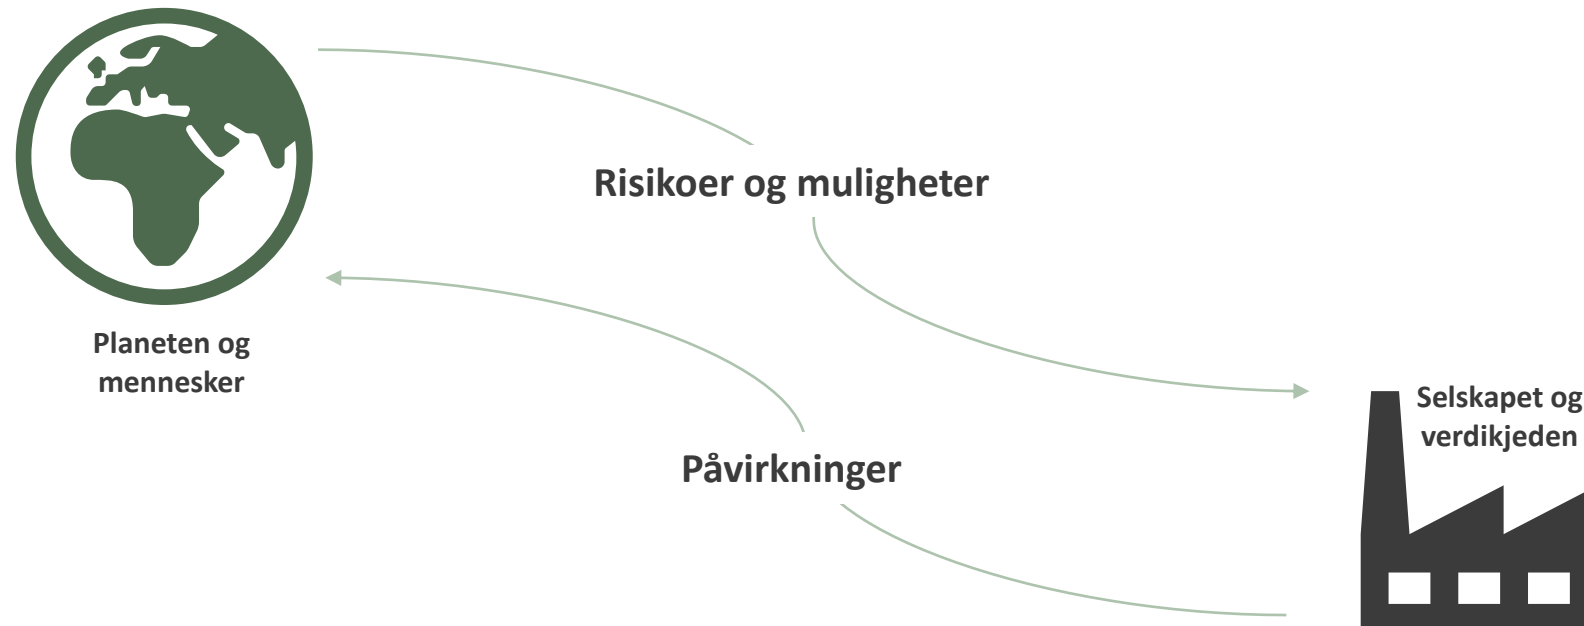 Risikoer og muligheter
Planeten og
mennesker
Selskapet og
verdikjeden
Påvirkninger